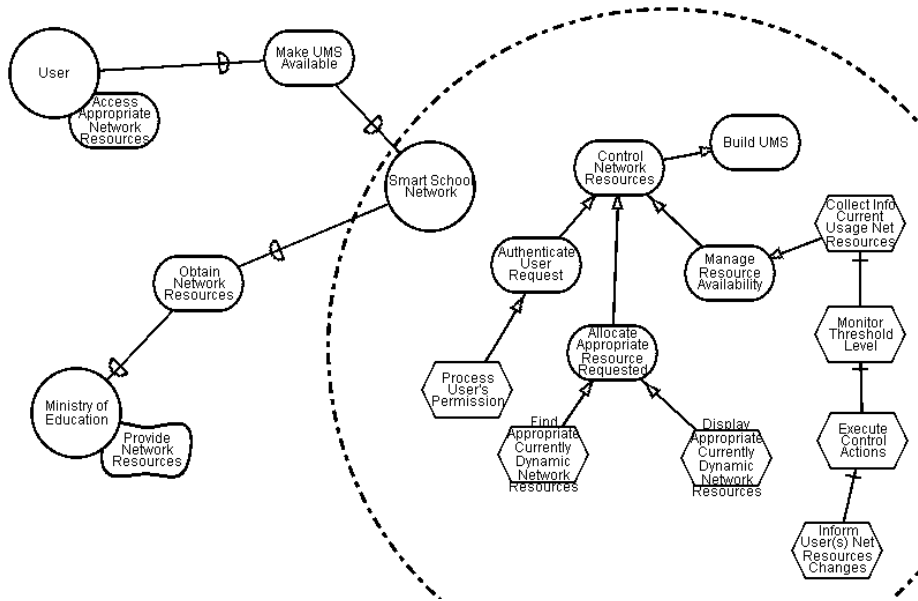 User
Access
Appropriate
Network
Resources
Make UMS
Available
Smart School
Network
Obtain
Network
Resources
Ministry of
Education
Provide
Network
Resources
Build UMS
Control
Network
Resources
Authenticate
User
Request
Manage
Resource
Availability
Collect Info
Current
Usage Net
Resources
Process
User's
Permission
Allocate
Appropriate
Resource
Requested
Monitor
Threshold
Level
Find
Appropriate
Currently
Dynamic
Network
Resources
Display
Appropriate
Currently
Dynamic
Network
Resources
Execute
Control
Actions
Inform
User(s) Net
Resources
Changes